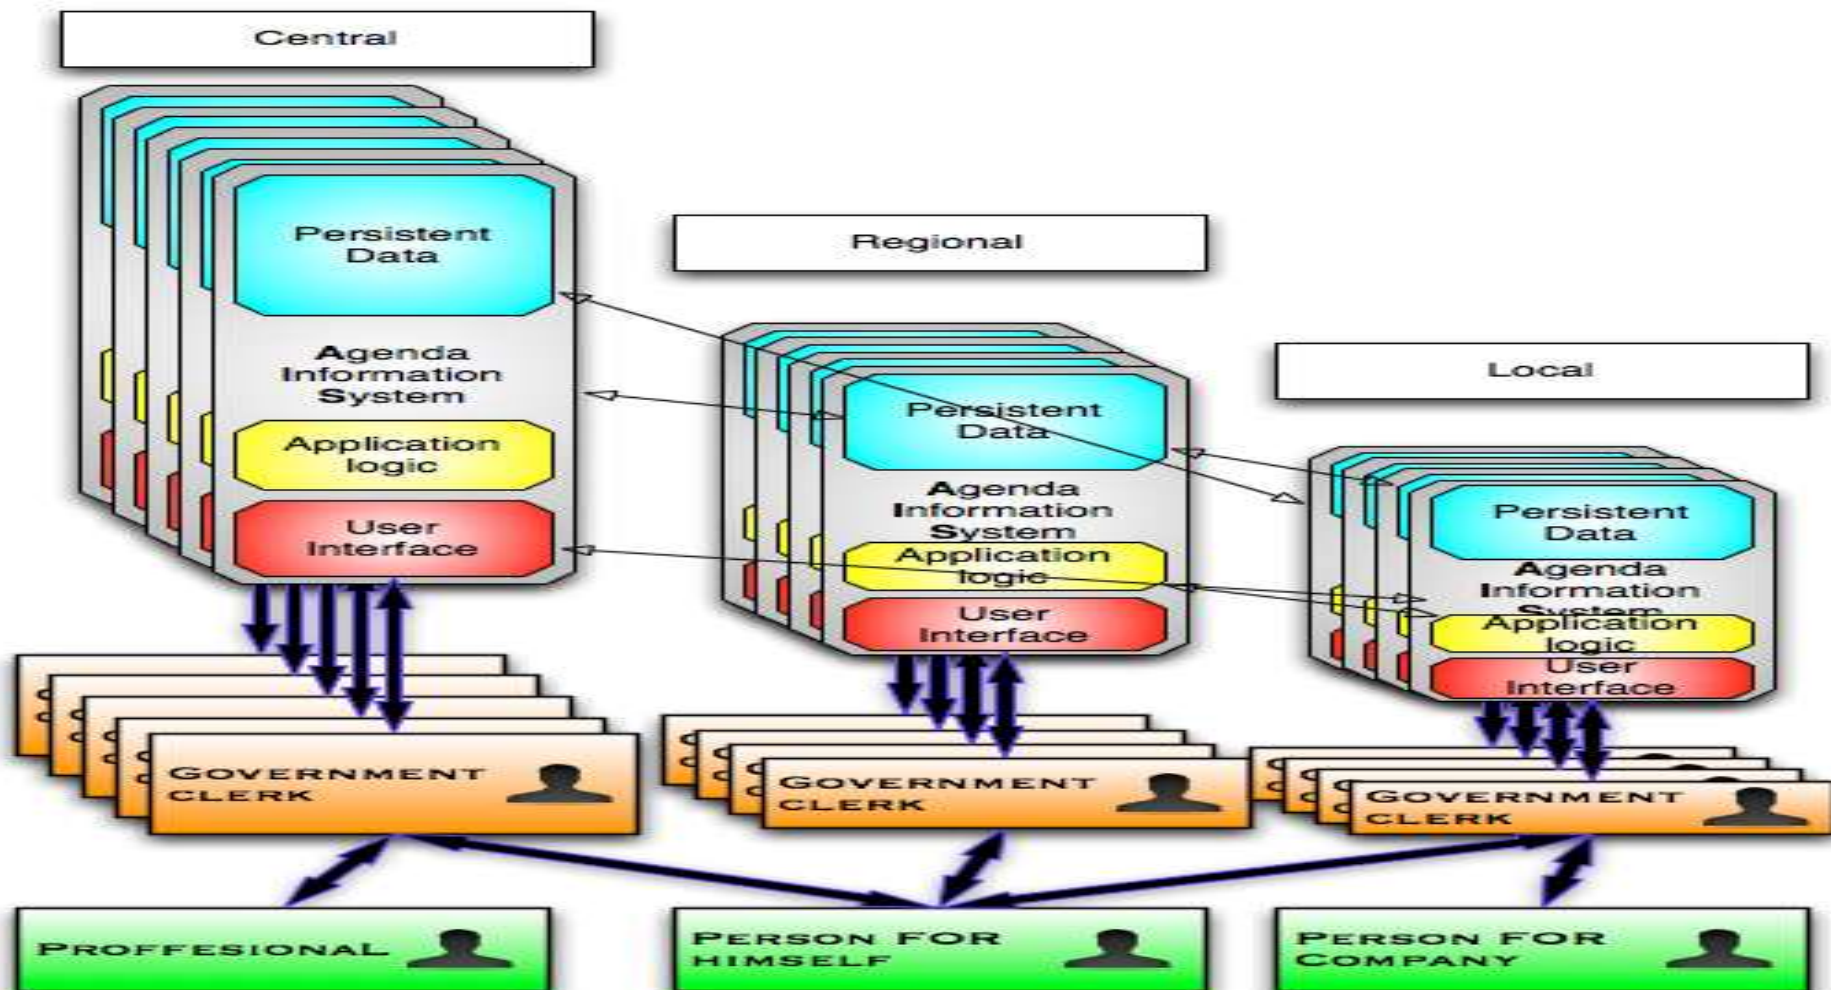 Central
Persistent
Data
Agenda
Information
System
Application
logic
User
Interface
Regional
Persistent
Data
Agenda
Information
System
Application
logic
User
Interface
Local
Persistent
Data
Agenda
Information
System
Application
logic
User
Interface
GOVERNMENT
CLERK
GOVERNMENT
CLERK
GOVERNMENT
CLERK
PROFFESIONAL
PERSON FOR
HIMSELF
PERSON FOR
COMPANY